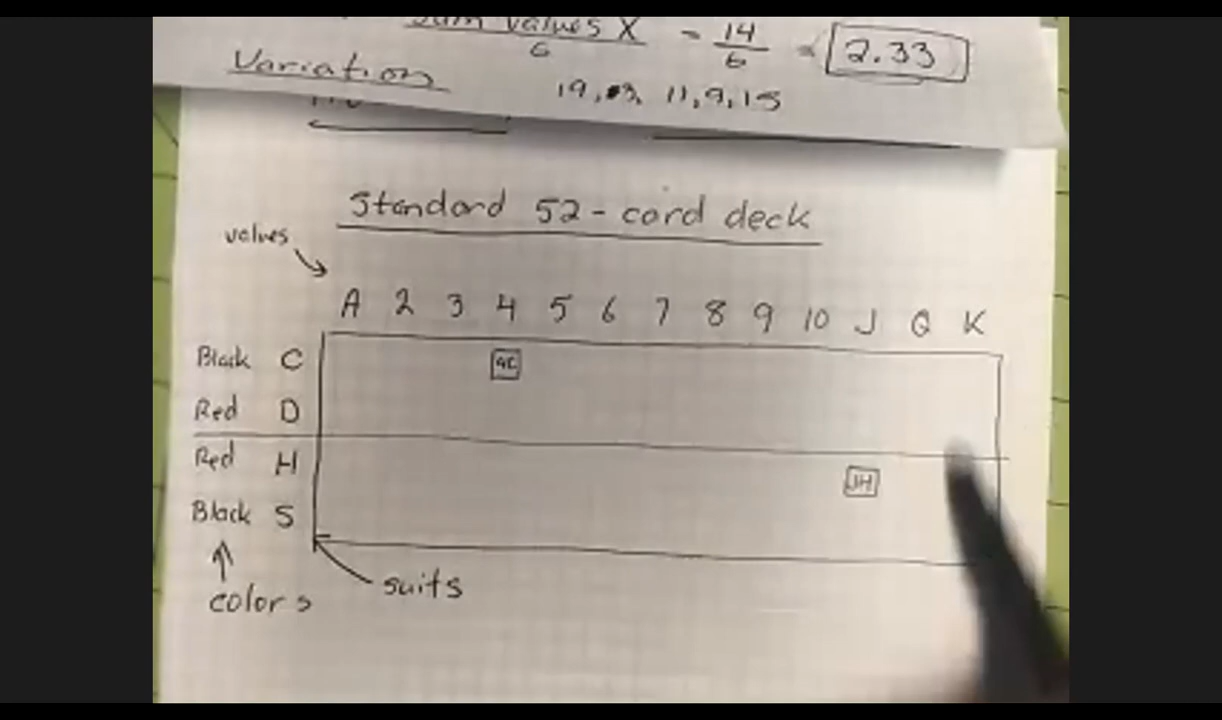 Sum values X / 6 = 14 / 6 = 2.33
Variation
19, 11, 9, 15
Standard 52-card deck
values
A 2 3 4 5 6 7 8 9 10 J Q K
Black C 4C
Red D
Red H JH
Black S
colors
suits